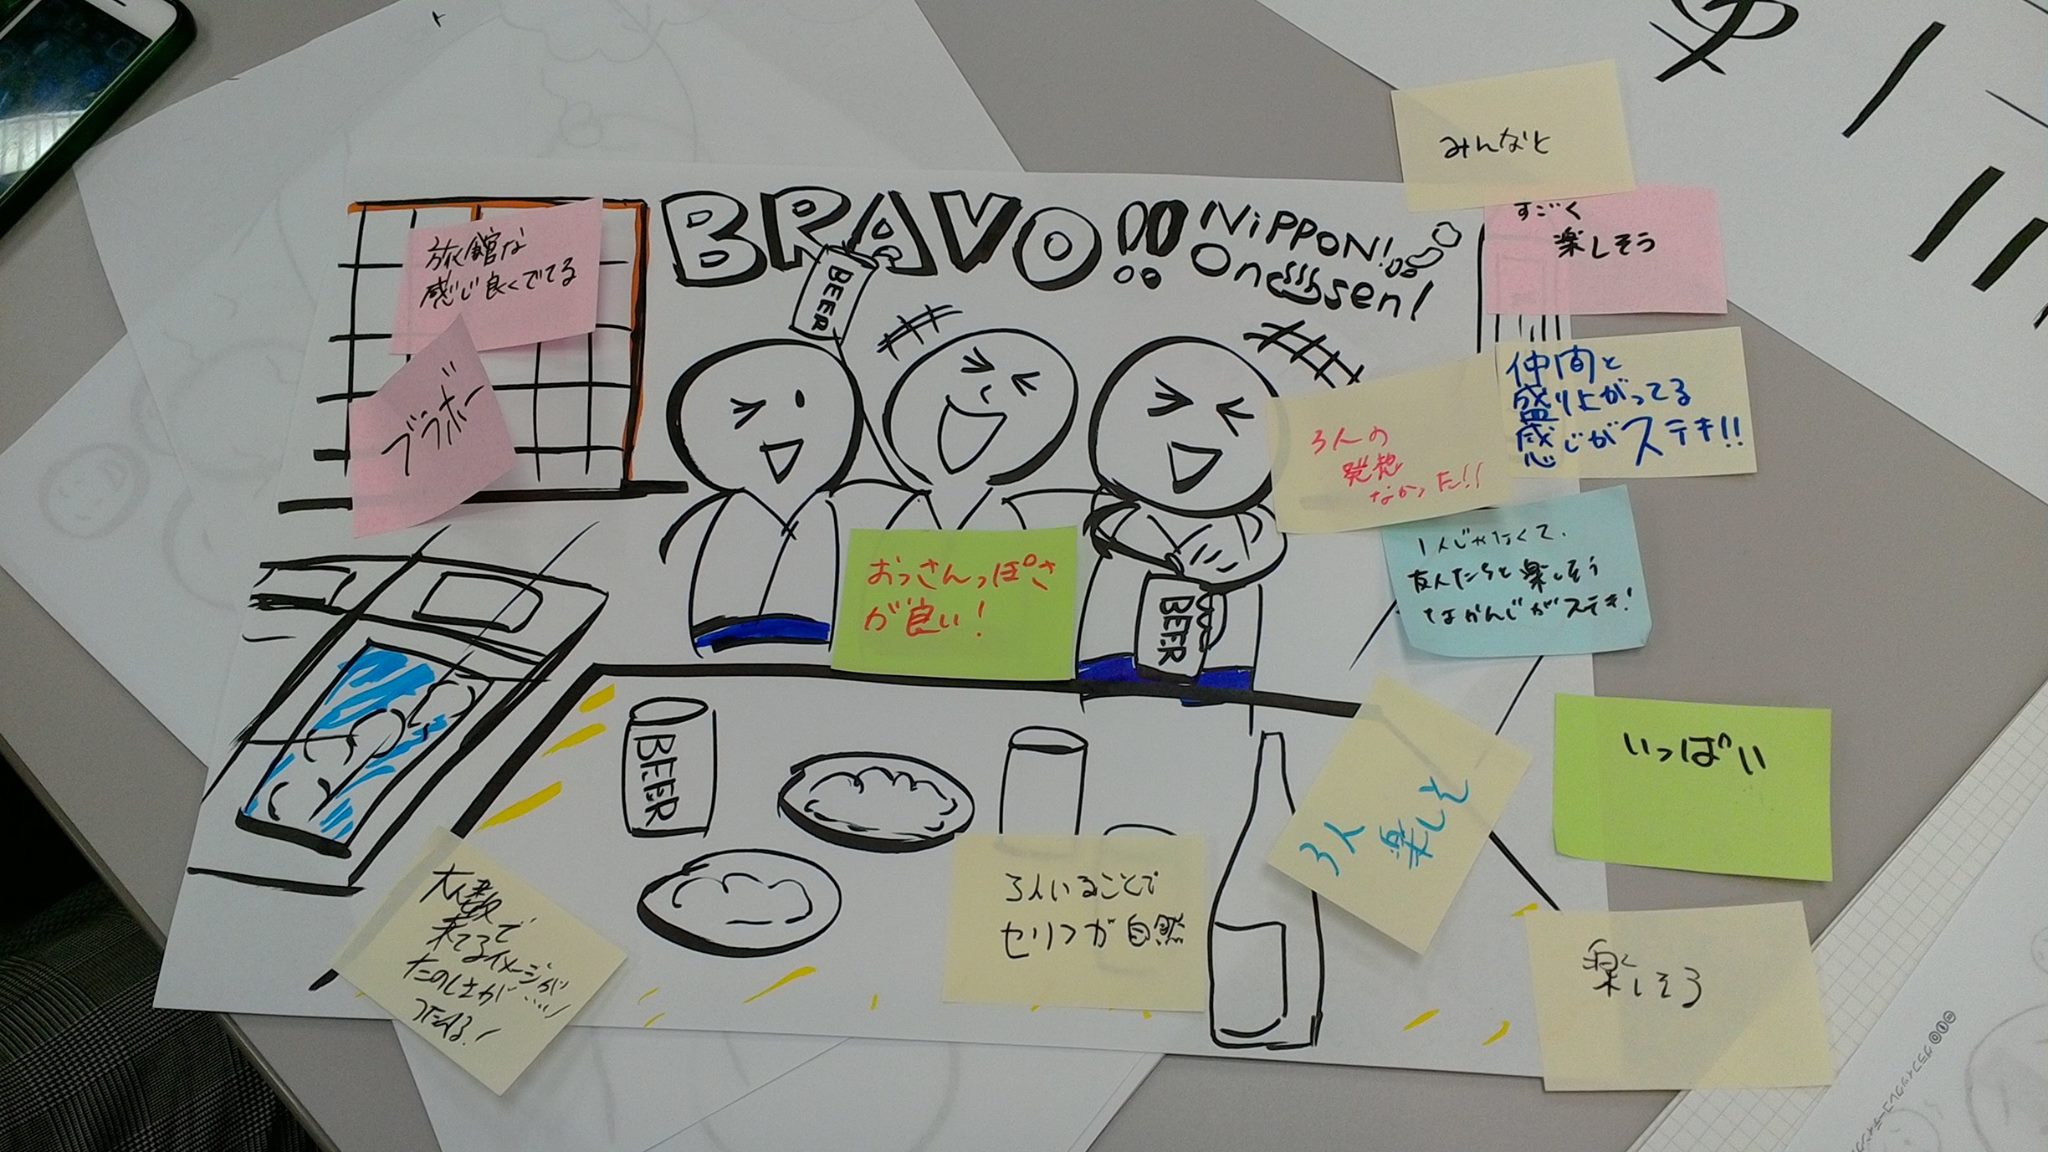 みんなと
すごく
楽しそう
BRAVO!! NiPPON!
Onsen!
旅館な
感じ良くでてる
ブラボー
BEER
仲間と
盛り上がってる
感じがステキ!!
3人の
発想
なかった!!
1人じゃなくて、
友人たちと楽しそう
なかんじがステキ!
おっさんっぽさ
が良い!
BEER
BEER
いっぱい
3人
楽しそ
大人数
来てるイメージが
たのしさが……
つたわる!
3人いることで
セリフが自然
楽しそう